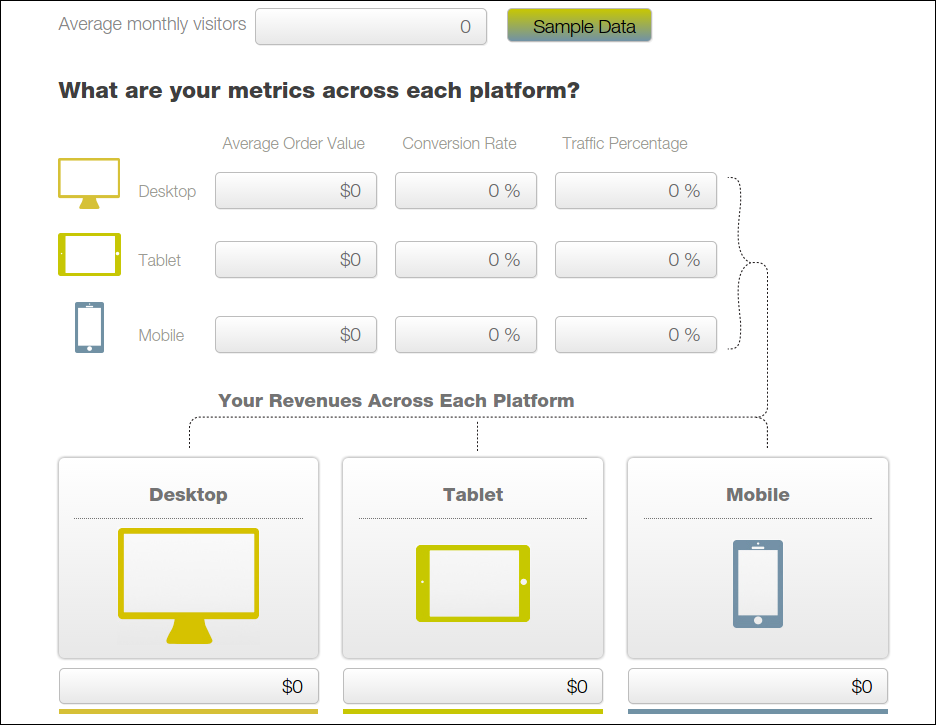 Average monthly visitors 0 Sample Data
What are your metrics across each platform?
Average Order Value Conversion Rate Traffic Percentage
Desktop $0 0 % 0 %
Tablet $0 0 % 0 %
Mobile $0 0 % 0 %
Your Revenues Across Each Platform
Desktop Tablet Mobile
$0 $0 $0